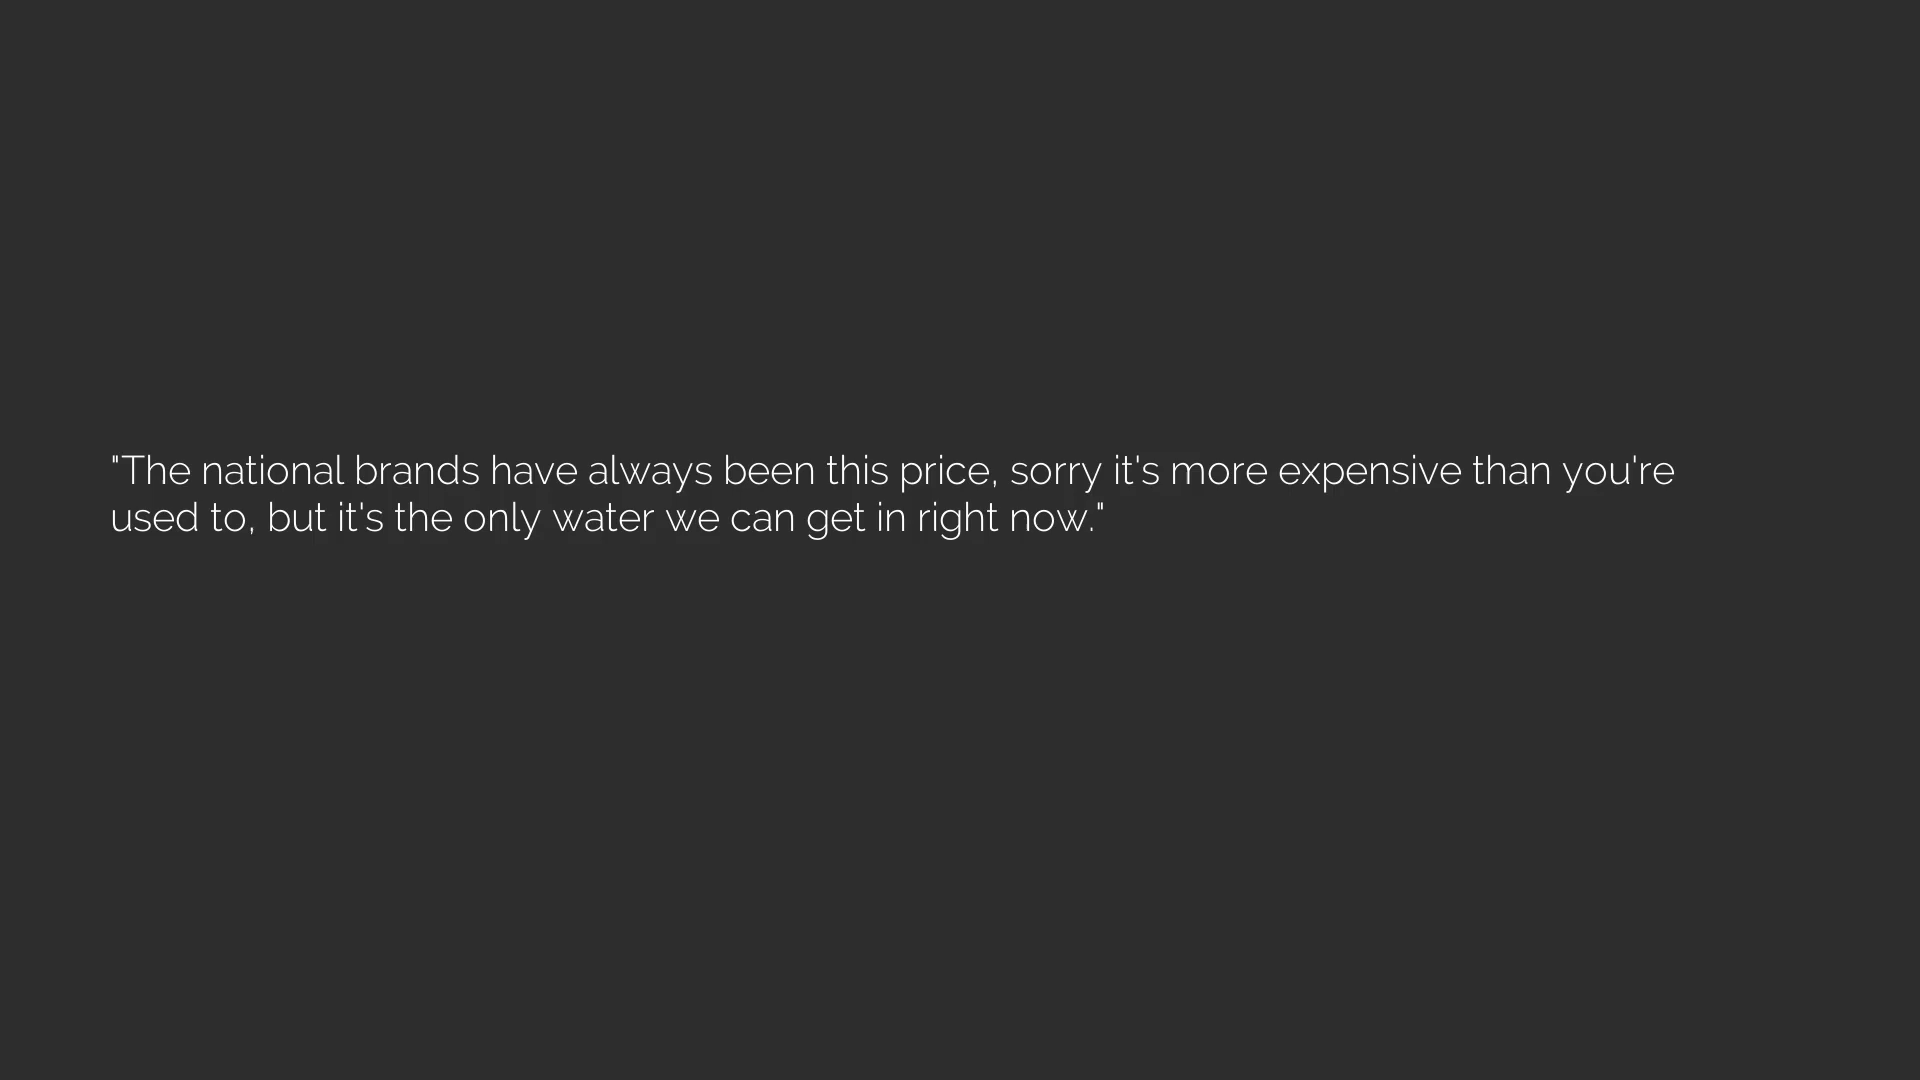 "The national brands have always been this price, sorry it's more expensive than you're
used to, but it's the only water we can get in right now."